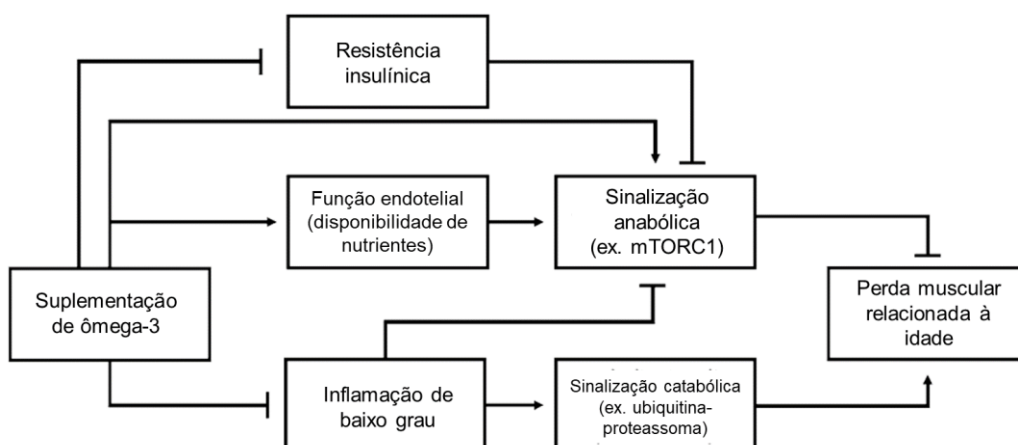 Resistência
insulínica
Função endotelial
(disponibilidade de
nutrientes)
Sinalização
anabólica
(ex. mTORC1)
Suplementação
de ômega-3
Perda muscular
relacionada à
idade
Inflamação de
baixo grau
Sinalização catabólica
(ex. ubiquitina-
proteassoma)